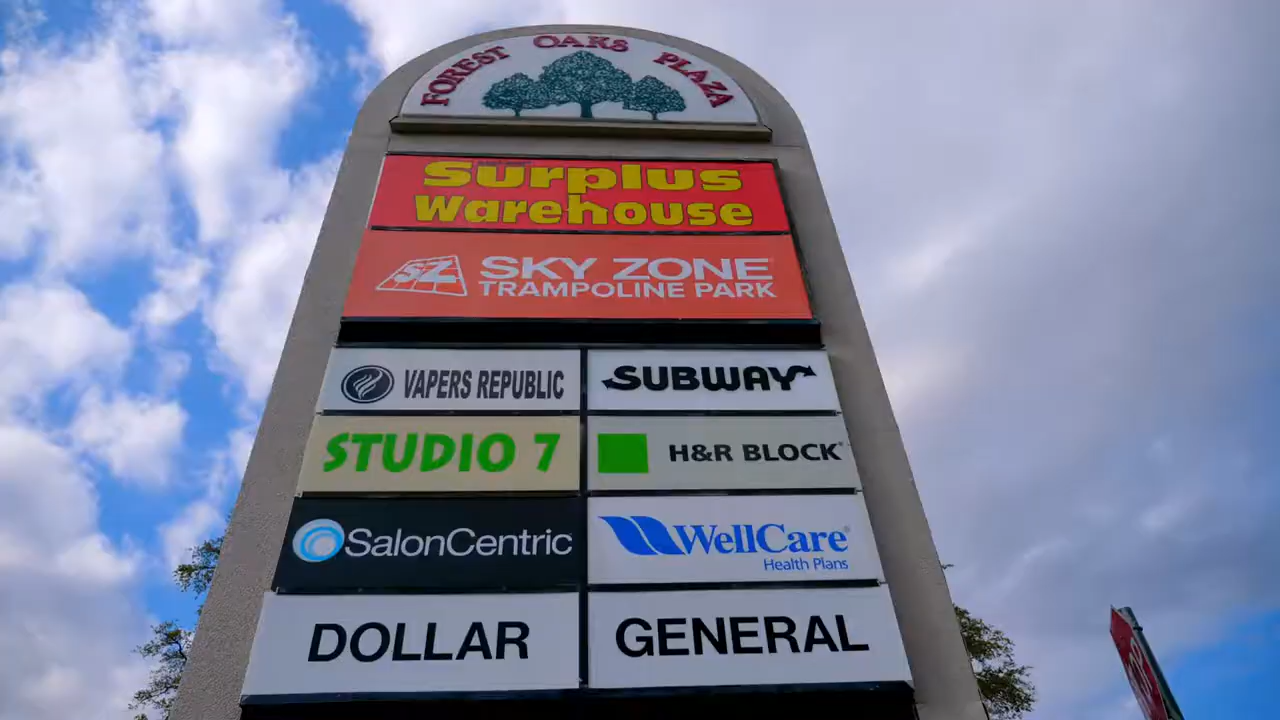 FOREST OAKS PLAZA
Surplus
Warehouse
SZ SKY ZONE
TRAMPOLINE PARK
VAPERS REPUBLIC
SUBWAY
STUDIO 7
H&R BLOCK®
SalonCentric
WellCare®
Health Plans
DOLLAR GENERAL